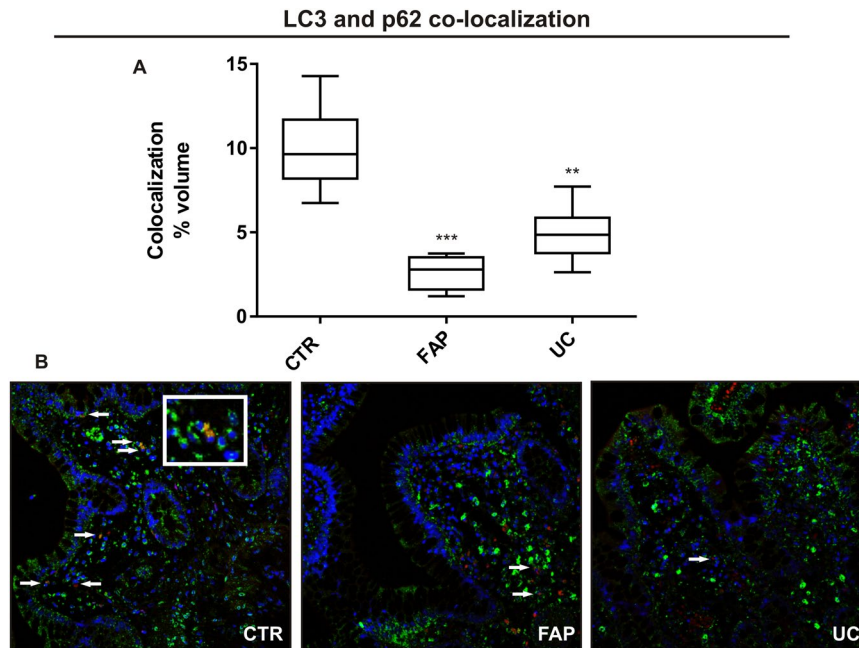 LC3 and p62 co-localization
A
Colocalization
% volume
15
10
5
0
***
**
CTR
FAP
UC
B
CTR
FAP
UC